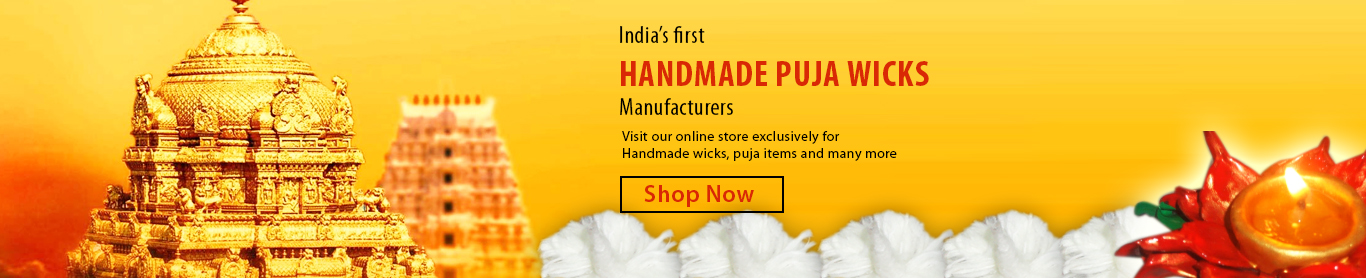 India's first
HANDMADE PUJA WICKS
Manufacturers
Visit our online store exclusively for
Handmade wicks, puja items and many more
Shop Now